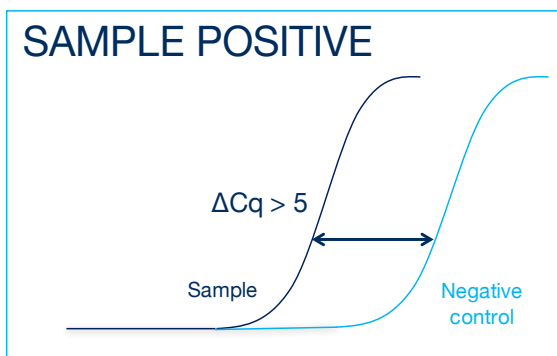 SAMPLE POSITIVE
ΔCq > 5
Sample
Negative
control